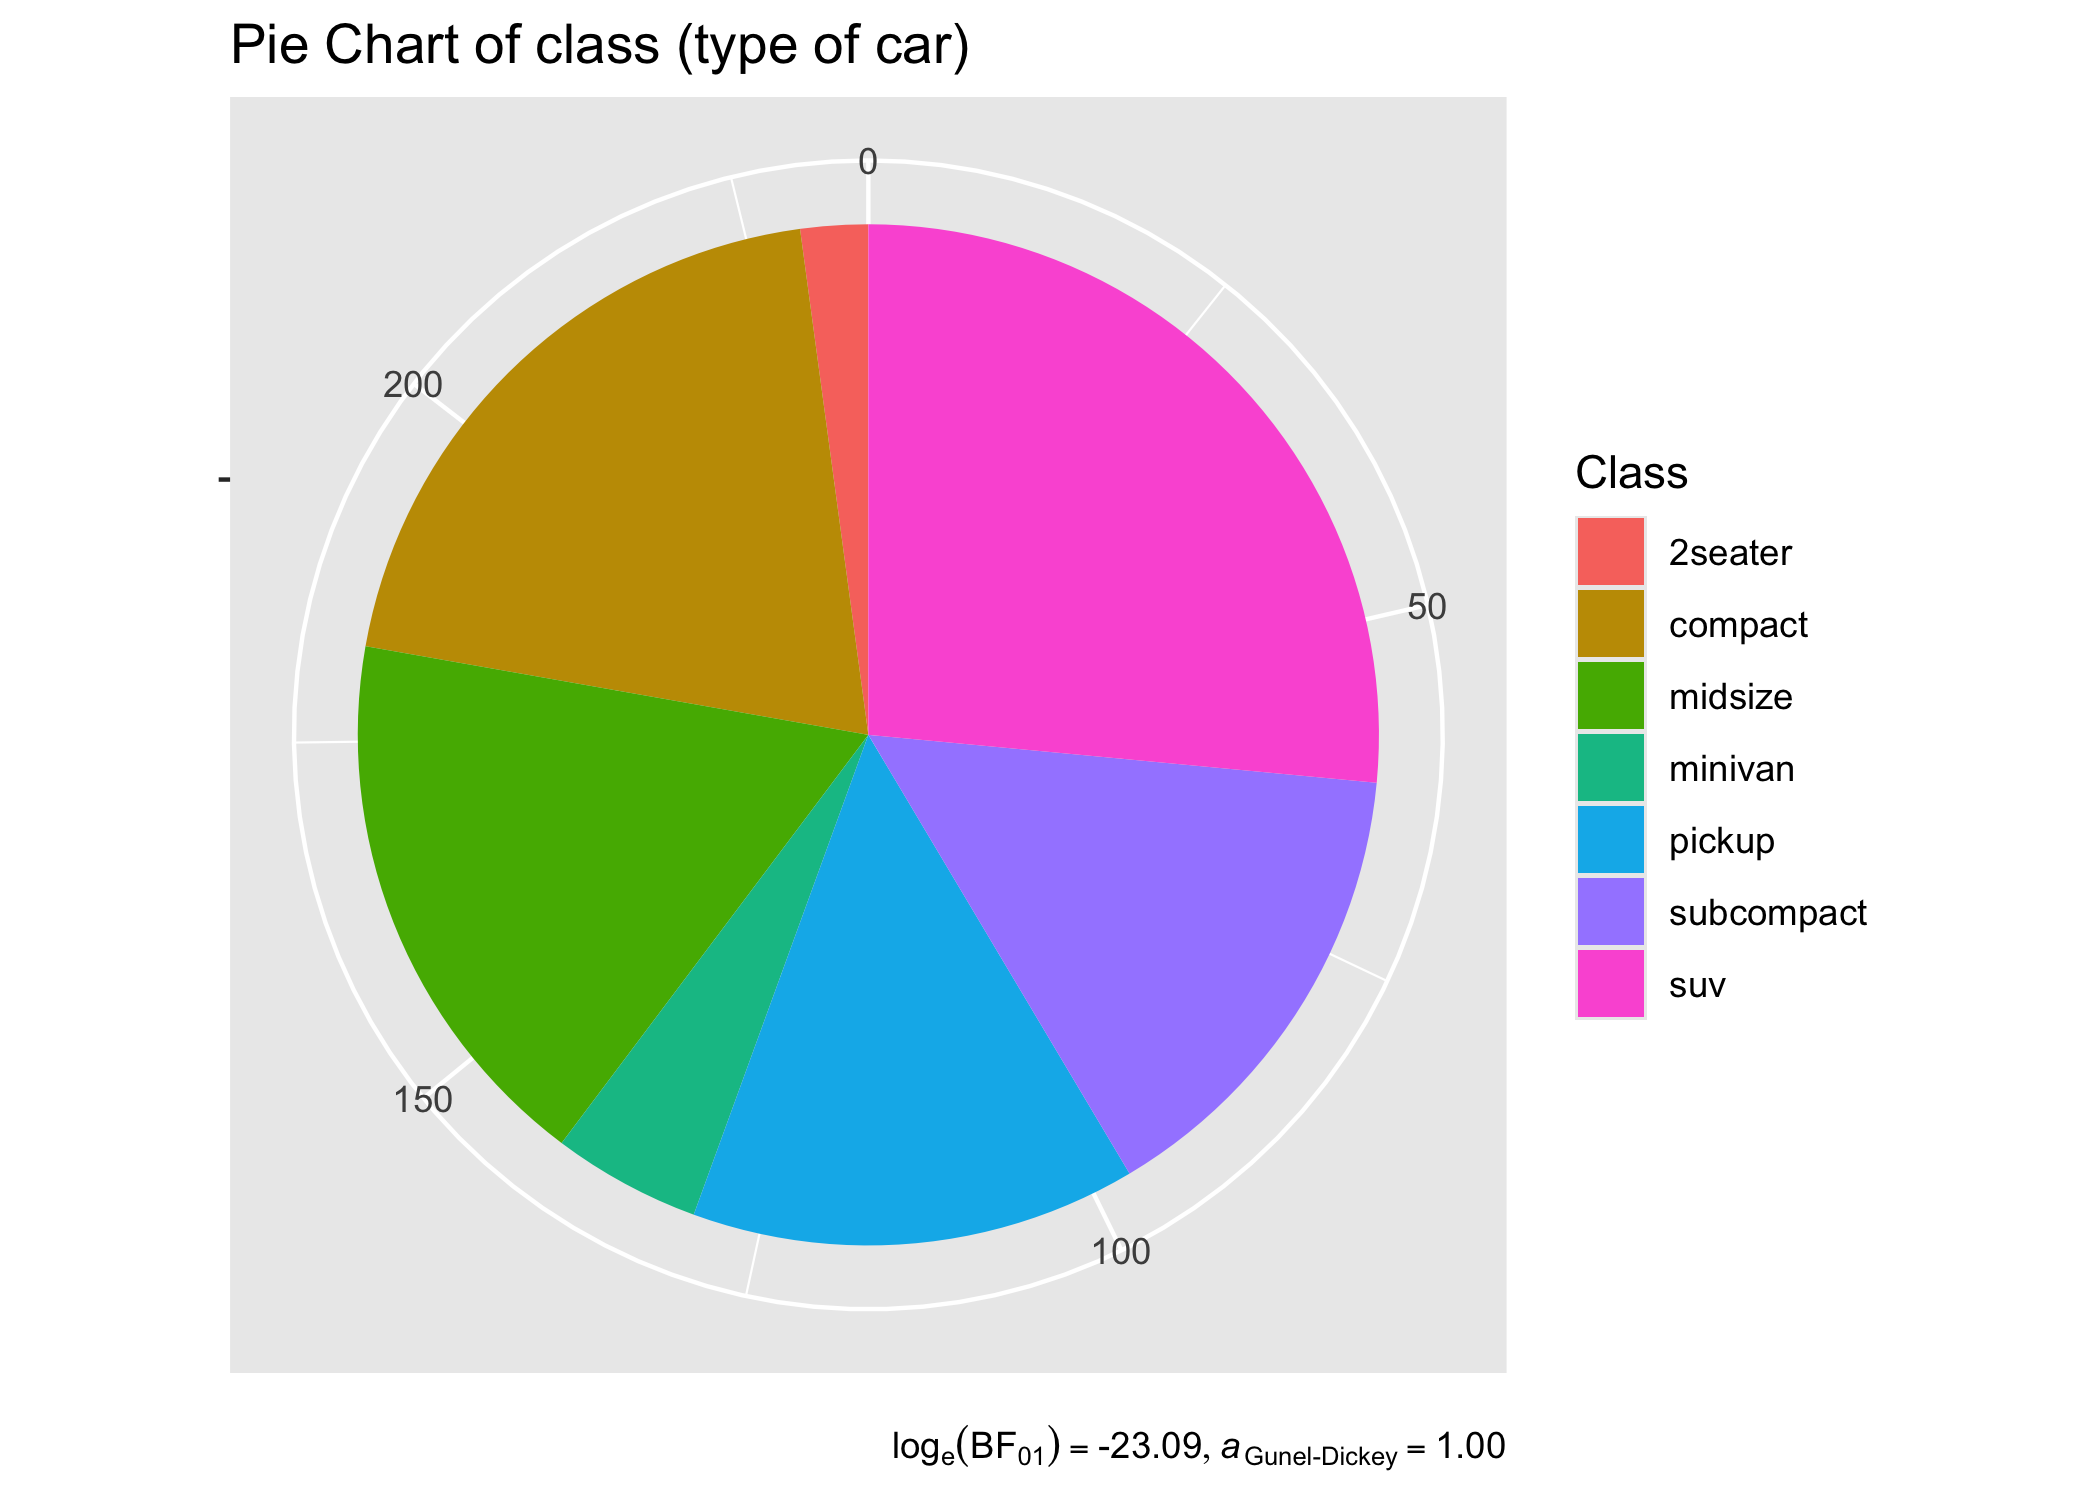 Pie Chart of class (type of car)
0
50
100
150
200
Class
2seater
compact
midsize
minivan
pickup
subcompact
suv
logₑ(BF₀₁) = -23.09, a Gunel-Dickey = 1.00